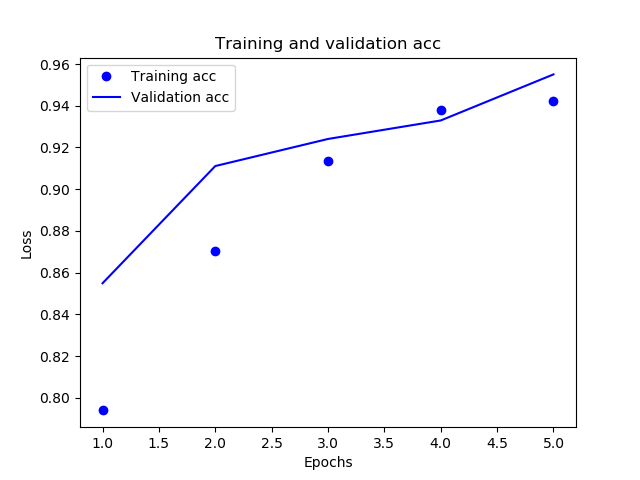 Training and validation acc
Training acc
Validation acc
0.96
0.94
0.92
0.90
0.88
0.86
0.84
0.82
0.80
Loss
1.0 1.5 2.0 2.5 3.0 3.5 4.0 4.5 5.0
Epochs